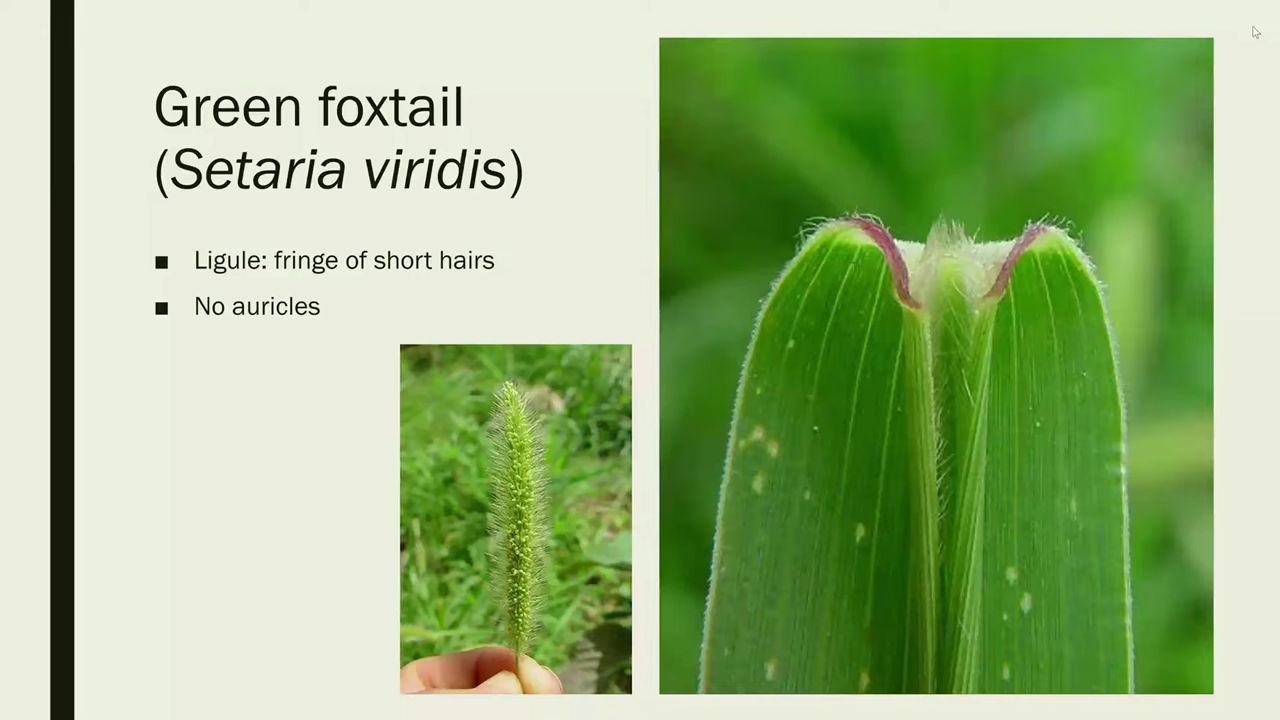 Green foxtail
(Setaria viridis)
■ Ligule: fringe of short hairs
■ No auricles